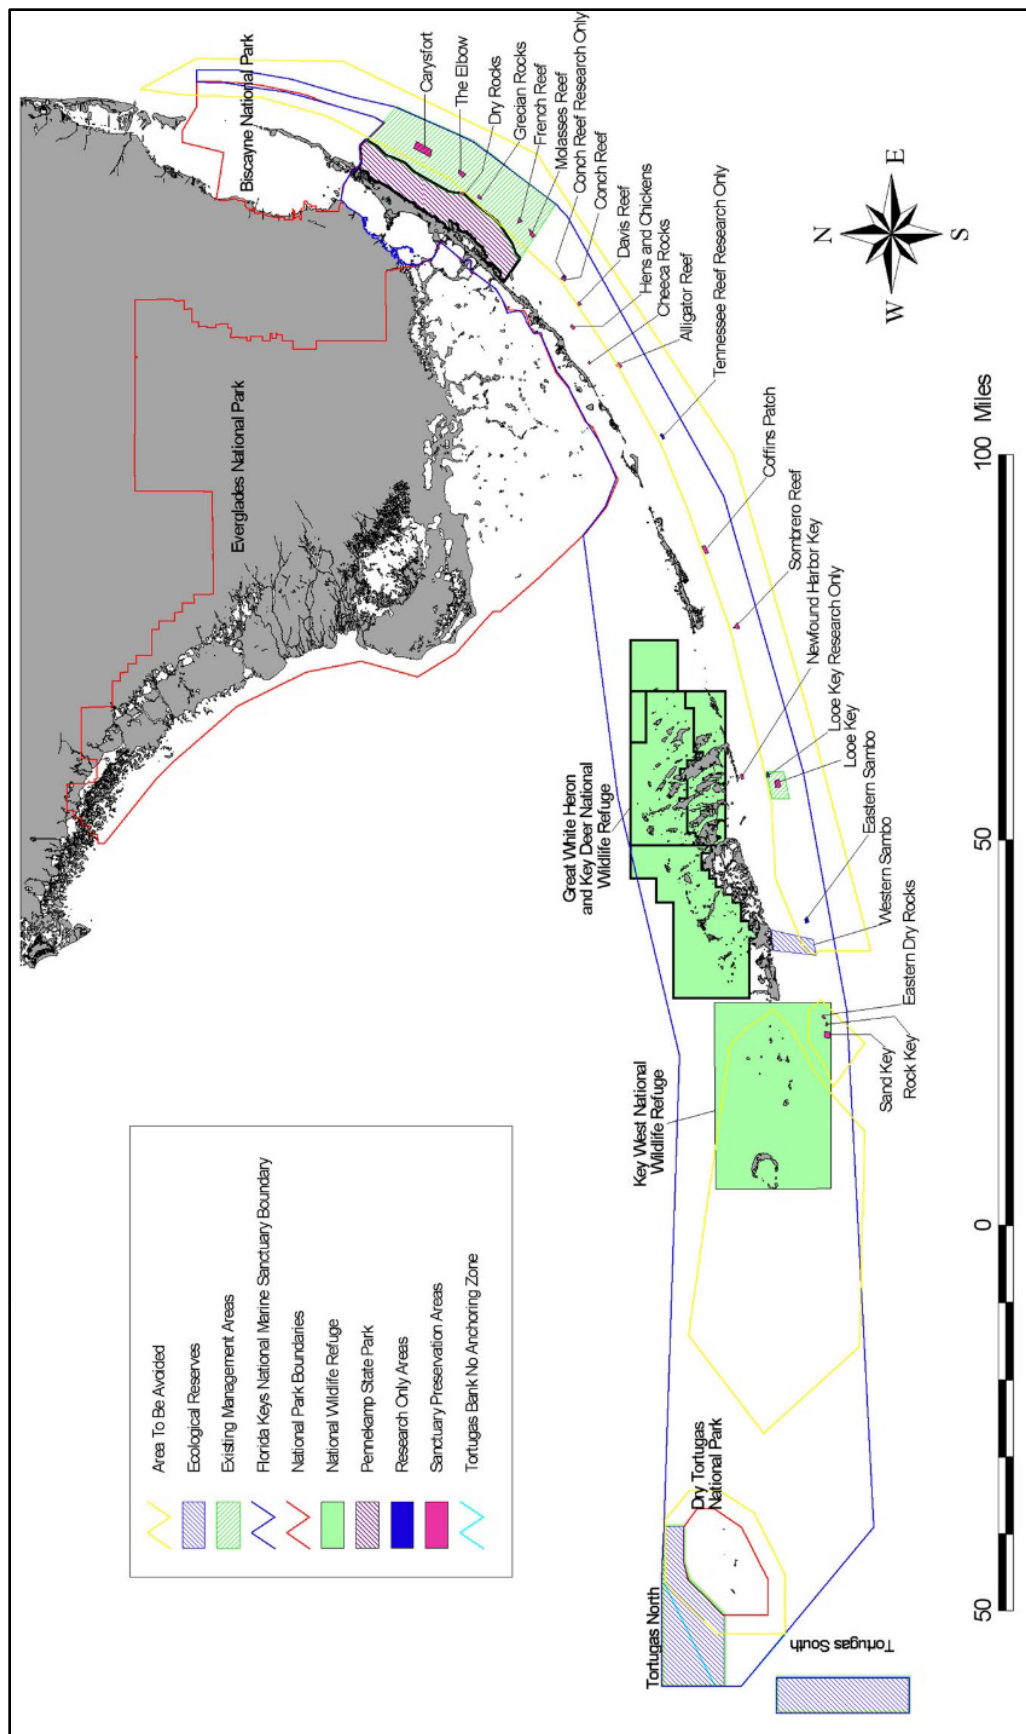 Biscayne National Park
Carysfort
The Elbow
Dry Rocks
Grecian Rocks
French Reef
Molasses Reef
Conch Reef Research Only
Conch Reef
Davis Reef
Hens and Chickens
Cheeca Rocks
Alligator Reef
Tennessee Reef Research Only
Coffins Patch
Sombrero Reef
Newfound Harbor Key
Looe Key Research Only
Looe Key
Eastern Sambo
Western Sambo
Eastern Dry Rocks
Rock Key
Sand Key
Everglades National Park
Great White Heron
and Key Deer National
Wildlife Refuge
Key West National
Wildlife Refuge
Dry Tortugas
National Park
Tortugas North
Tortugas South
N
E
S
W
Area To Be Avoided
Ecological Reserves
Existing Management Areas
Florida Keys National Marine Sanctuary Boundary
National Park Boundaries
National Wildlife Refuge
Pennekamp State Park
Research Only Areas
Sanctuary Preservation Areas
Tortugas Bank No Anchoring Zone
50
0
50
100 Miles